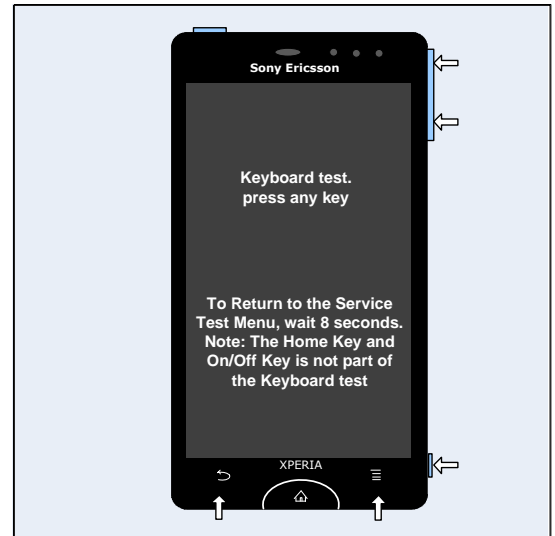 Sony Ericsson
Keyboard test.
press any key
To Return to the Service
Test Menu, wait 8 seconds.
Note: The Home Key and
On/Off Key is not part of
the Keyboard test
XPERIA